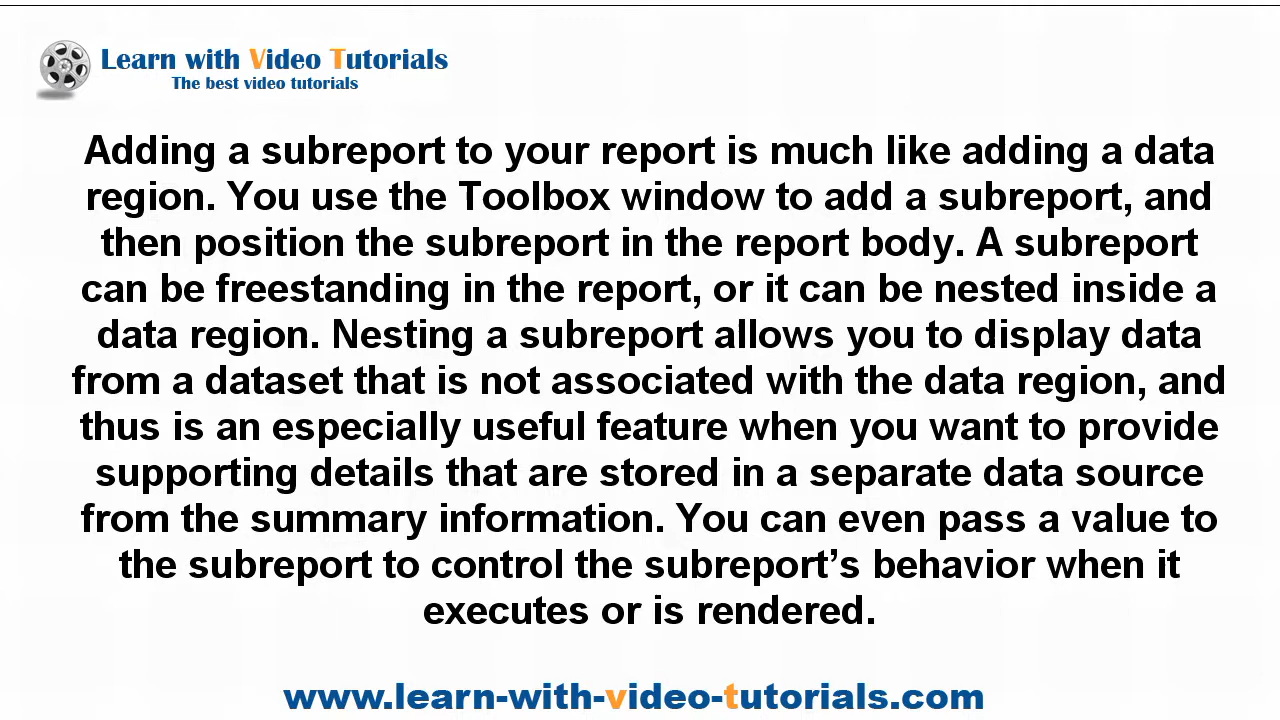 Learn with Video Tutorials
The best video tutorials
Adding a subreport to your report is much like adding a data
region. You use the Toolbox window to add a subreport, and
then position the subreport in the report body. A subreport
can be freestanding in the report, or it can be nested inside a
data region. Nesting a subreport allows you to display data
from a dataset that is not associated with the data region, and
thus is an especially useful feature when you want to provide
supporting details that are stored in a separate data source
from the summary information. You can even pass a value to
the subreport to control the subreport’s behavior when it
executes or is rendered.
www.learn-with-video-tutorials.com